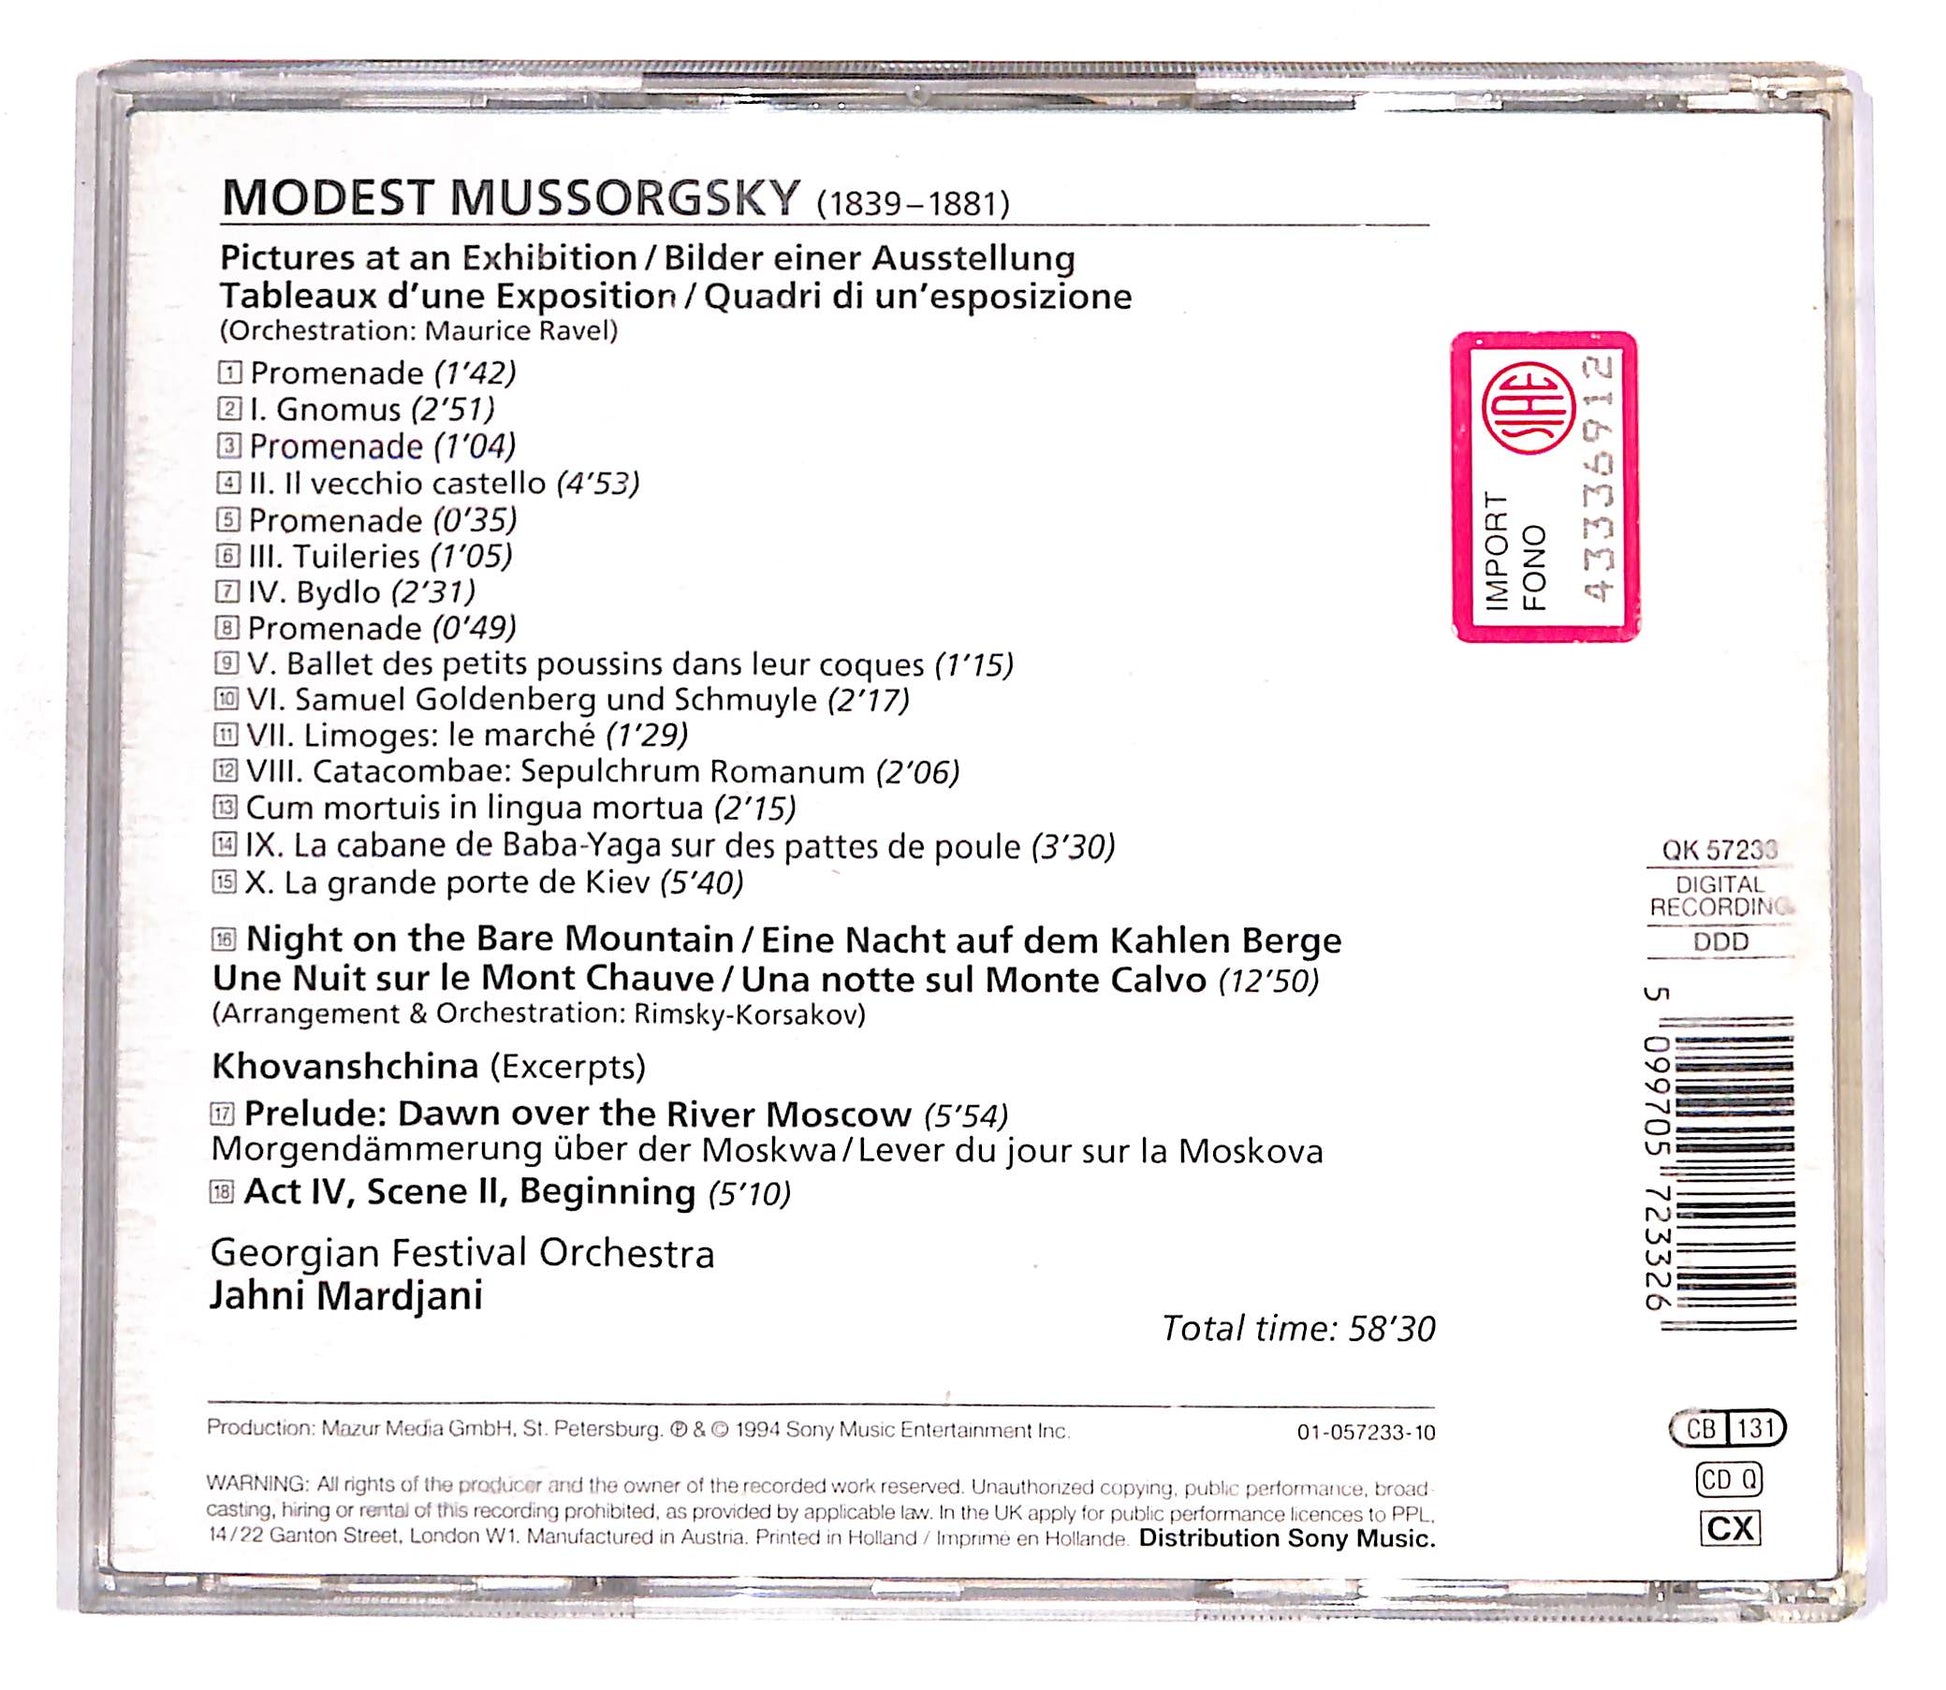 MODEST MUSSORGSKY (1839–1881)
Pictures at an Exhibition / Bilder einer Ausstellung
Tableaux d'une Exposition / Quadri di un'esposizione
(Orchestration: Maurice Ravel)
1 Promenade (1'42)
2 I. Gnomus (2'51)
3 Promenade (1'04)
4 II. Il vecchio castello (4'53)
5 Promenade (0'35)
6 III. Tuileries (1'05)
7 IV. Bydlo (2'31)
8 Promenade (0'49)
9 V. Ballet des petits poussins dans leur coques (1'15)
10 VI. Samuel Goldenberg und Schmuyle (2'17)
11 VII. Limoges: le marché (1'29)
12 VIII. Catacombae: Sepulchrum Romanum (2'06)
13 Cum mortuis in lingua mortua (2'15)
14 IX. La cabane de Baba-Yaga sur des pattes de poule (3'30)
15 X. La grande porte de Kiev (5'40)
16 Night on the Bare Mountain / Eine Nacht auf dem Kahlen Berge
Une Nuit sur le Mont Chauve / Una notte sul Monte Calvo (12'50)
(Arrangement & Orchestration: Rimsky-Korsakov)
Khovanshchina (Excerpts)
17 Prelude: Dawn over the River Moscow (5'54)
Morgendämmerung über der Moskwa / Lever du jour sur la Moskova
18 Act IV, Scene II, Beginning (5'10)
Georgian Festival Orchestra
Jahni Mardjani
Total time: 58'30
Production: Mazur Media GmbH, St. Petersburg. ℗ & © 1994 Sony Music Entertainment Inc.
01-057233-10
WARNING: All rights of the producer and the owner of the recorded work reserved. Unauthorized copying, public performance, broad-
casting, hiring or rental of this recording prohibited, as provided by applicable law. In the UK apply for public performance licences to PPL,
14/22 Ganton Street, London W1. Manufactured in Austria. Printed in Holland / Imprimé en Hollande. Distribution Sony Music.
IMPORT
FONO
SIAE
43336912
QK 57233
DIGITAL
RECORDING
DDD
5 099705 723326
CB 131
CD Q
CX